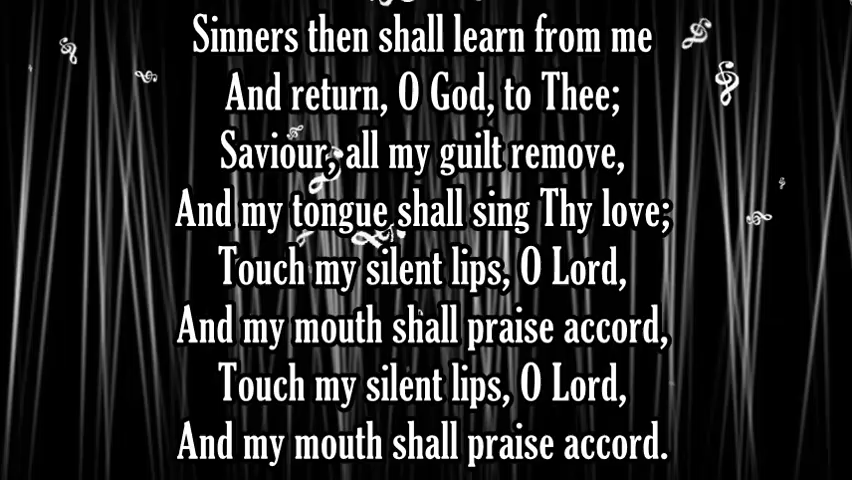 Sinners then shall learn from me
And return, O God, to Thee;
Saviour, all my guilt remove,
And my tongue shall sing Thy love;
Touch my silent lips, O Lord,
And my mouth shall praise accord,
Touch my silent lips, O Lord,
And my mouth shall praise accord.